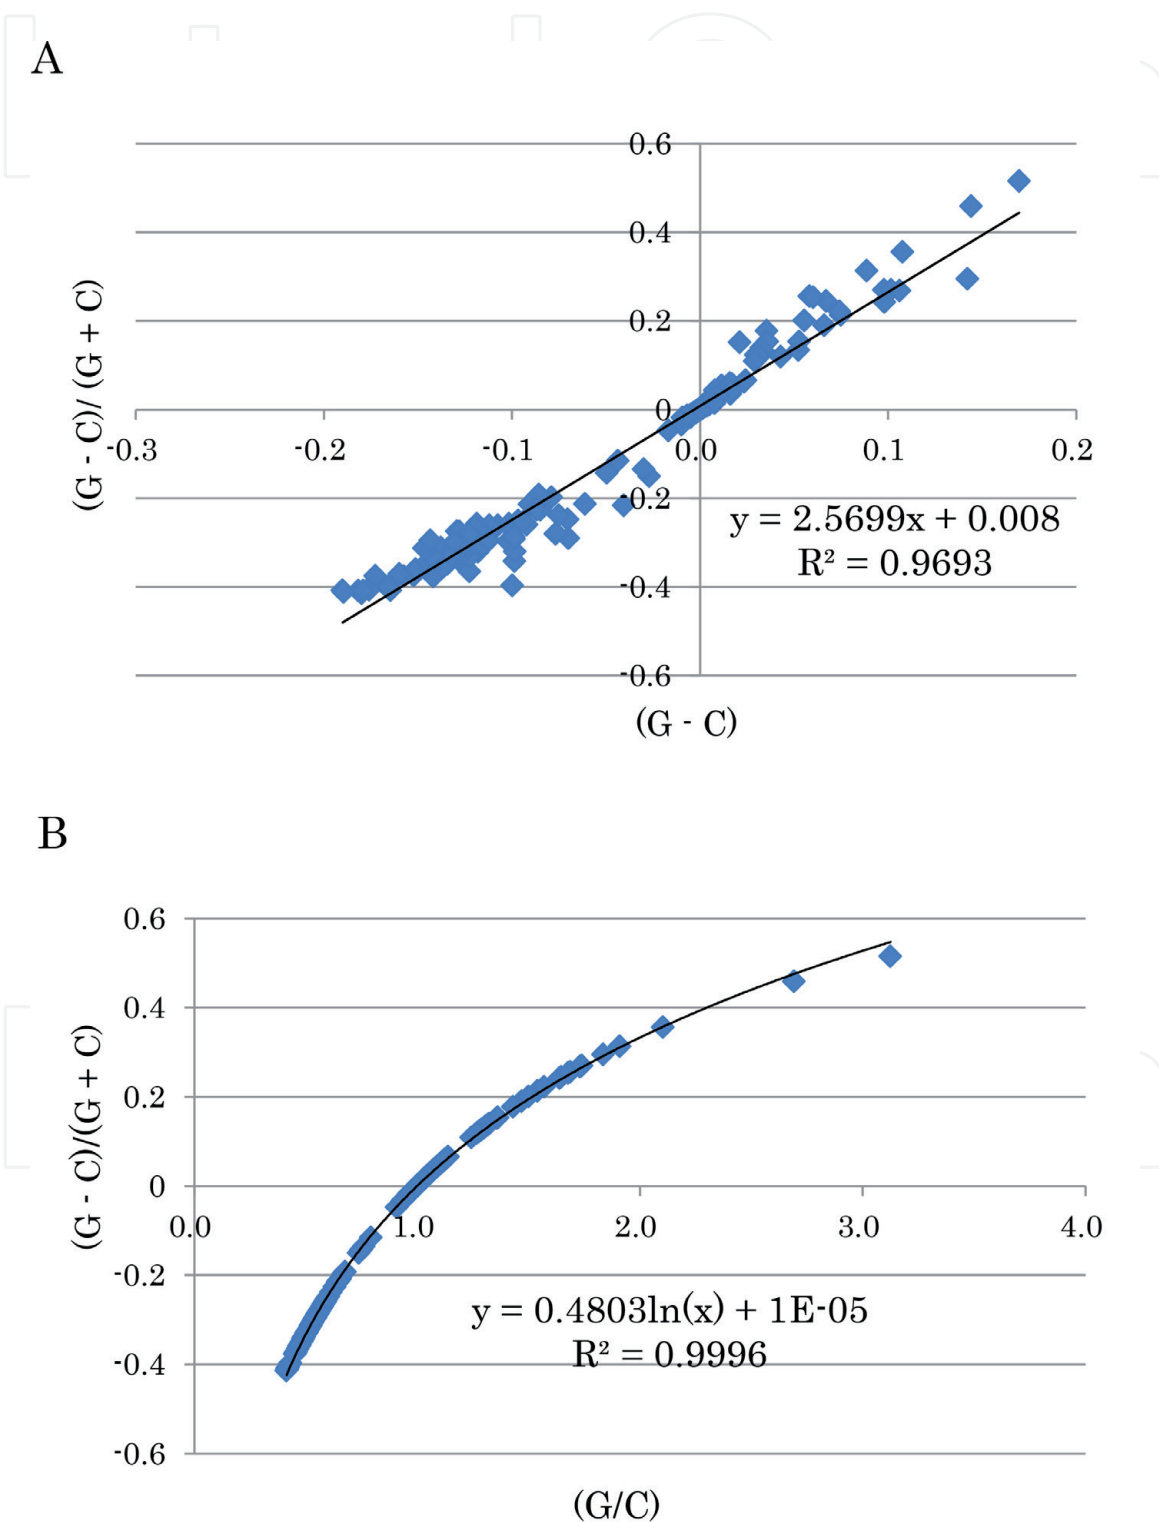 A
0.6
0.4
0.2
0
-0.3 -0.2 -0.1 0.0 0.1 0.2
-0.2
y = 2.5699x + 0.008
R² = 0.9693
-0.4
-0.6
(G - C)/ (G + C)
(G - C)
B
0.6
0.4
0.2
0
0.0 1.0 2.0 3.0 4.0
-0.2
y = 0.4803ln(x) + 1E-05
R² = 0.9996
-0.4
-0.6
(G - C)/(G + C)
(G/C)